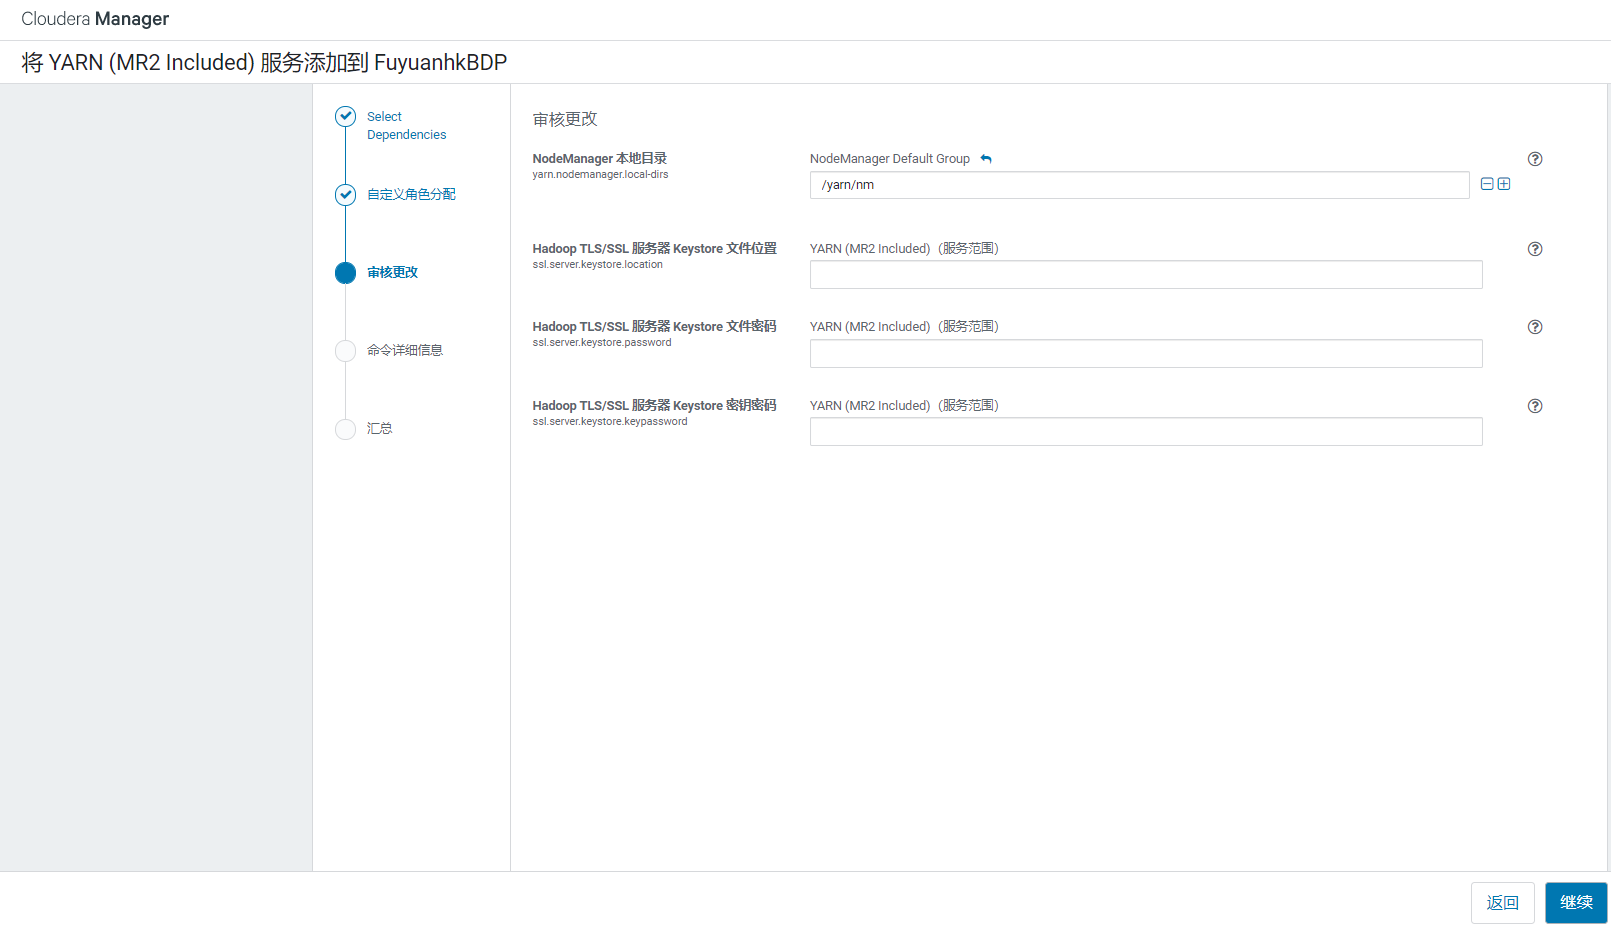 Cloudera Manager
将 YARN (MR2 Included) 服务添加到 FuyuanhkBDP
Select
Dependencies
自定义角色分配
审核更改
命令详细信息
汇总
审核更改
NodeManager 本地目录
yarn.nodemanager.local-dirs
NodeManager Default Group
/yarn/nm
Hadoop TLS/SSL 服务器 Keystore 文件位置
ssl.server.keystore.location
YARN (MR2 Included)（服务范围）
Hadoop TLS/SSL 服务器 Keystore 文件密码
ssl.server.keystore.password
YARN (MR2 Included)（服务范围）
Hadoop TLS/SSL 服务器 Keystore 密钥密码
ssl.server.keystore.keypassword
YARN (MR2 Included)（服务范围）
返回
继续